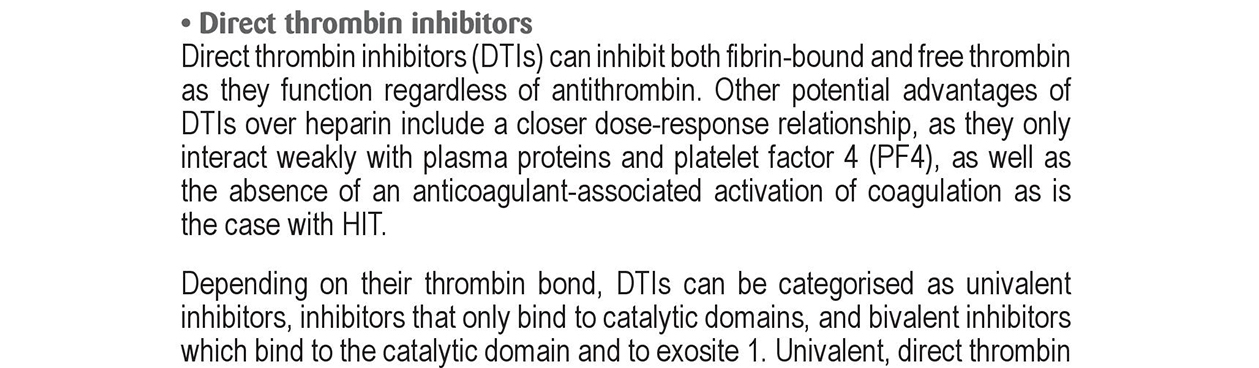 • Direct thrombin inhibitors
Direct thrombin inhibitors (DTIs) can inhibit both fibrin-bound and free thrombin
as they function regardless of antithrombin. Other potential advantages of
DTIs over heparin include a closer dose-response relationship, as they only
interact weakly with plasma proteins and platelet factor 4 (PF4), as well as
the absence of an anticoagulant-associated activation of coagulation as is
the case with HIT.
Depending on their thrombin bond, DTIs can be categorised as univalent
inhibitors, inhibitors that only bind to catalytic domains, and bivalent inhibitors
which bind to the catalytic domain and to exosite 1. Univalent, direct thrombin